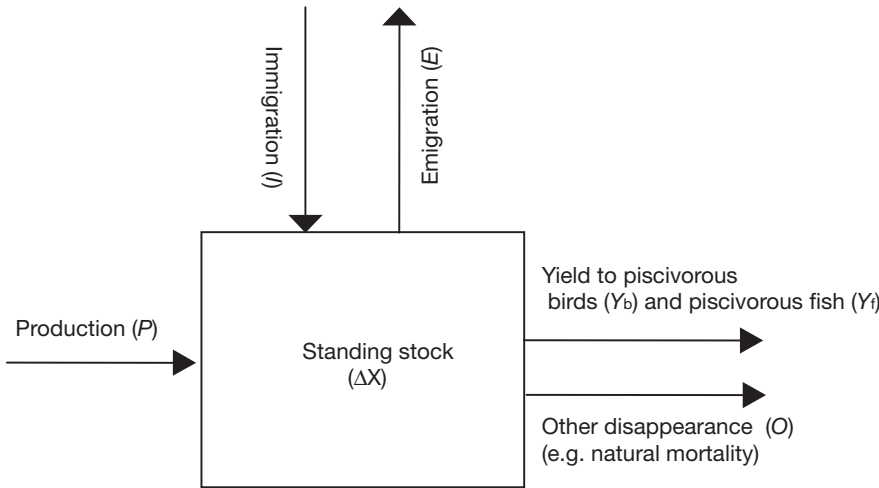 Immigration (I)
Emigration (E)
Production (P)
Standing stock
(ΔX)
Yield to piscivorous
birds (Yb) and piscivorous fish (Yf)
Other disappearance (O)
(e.g. natural mortality)